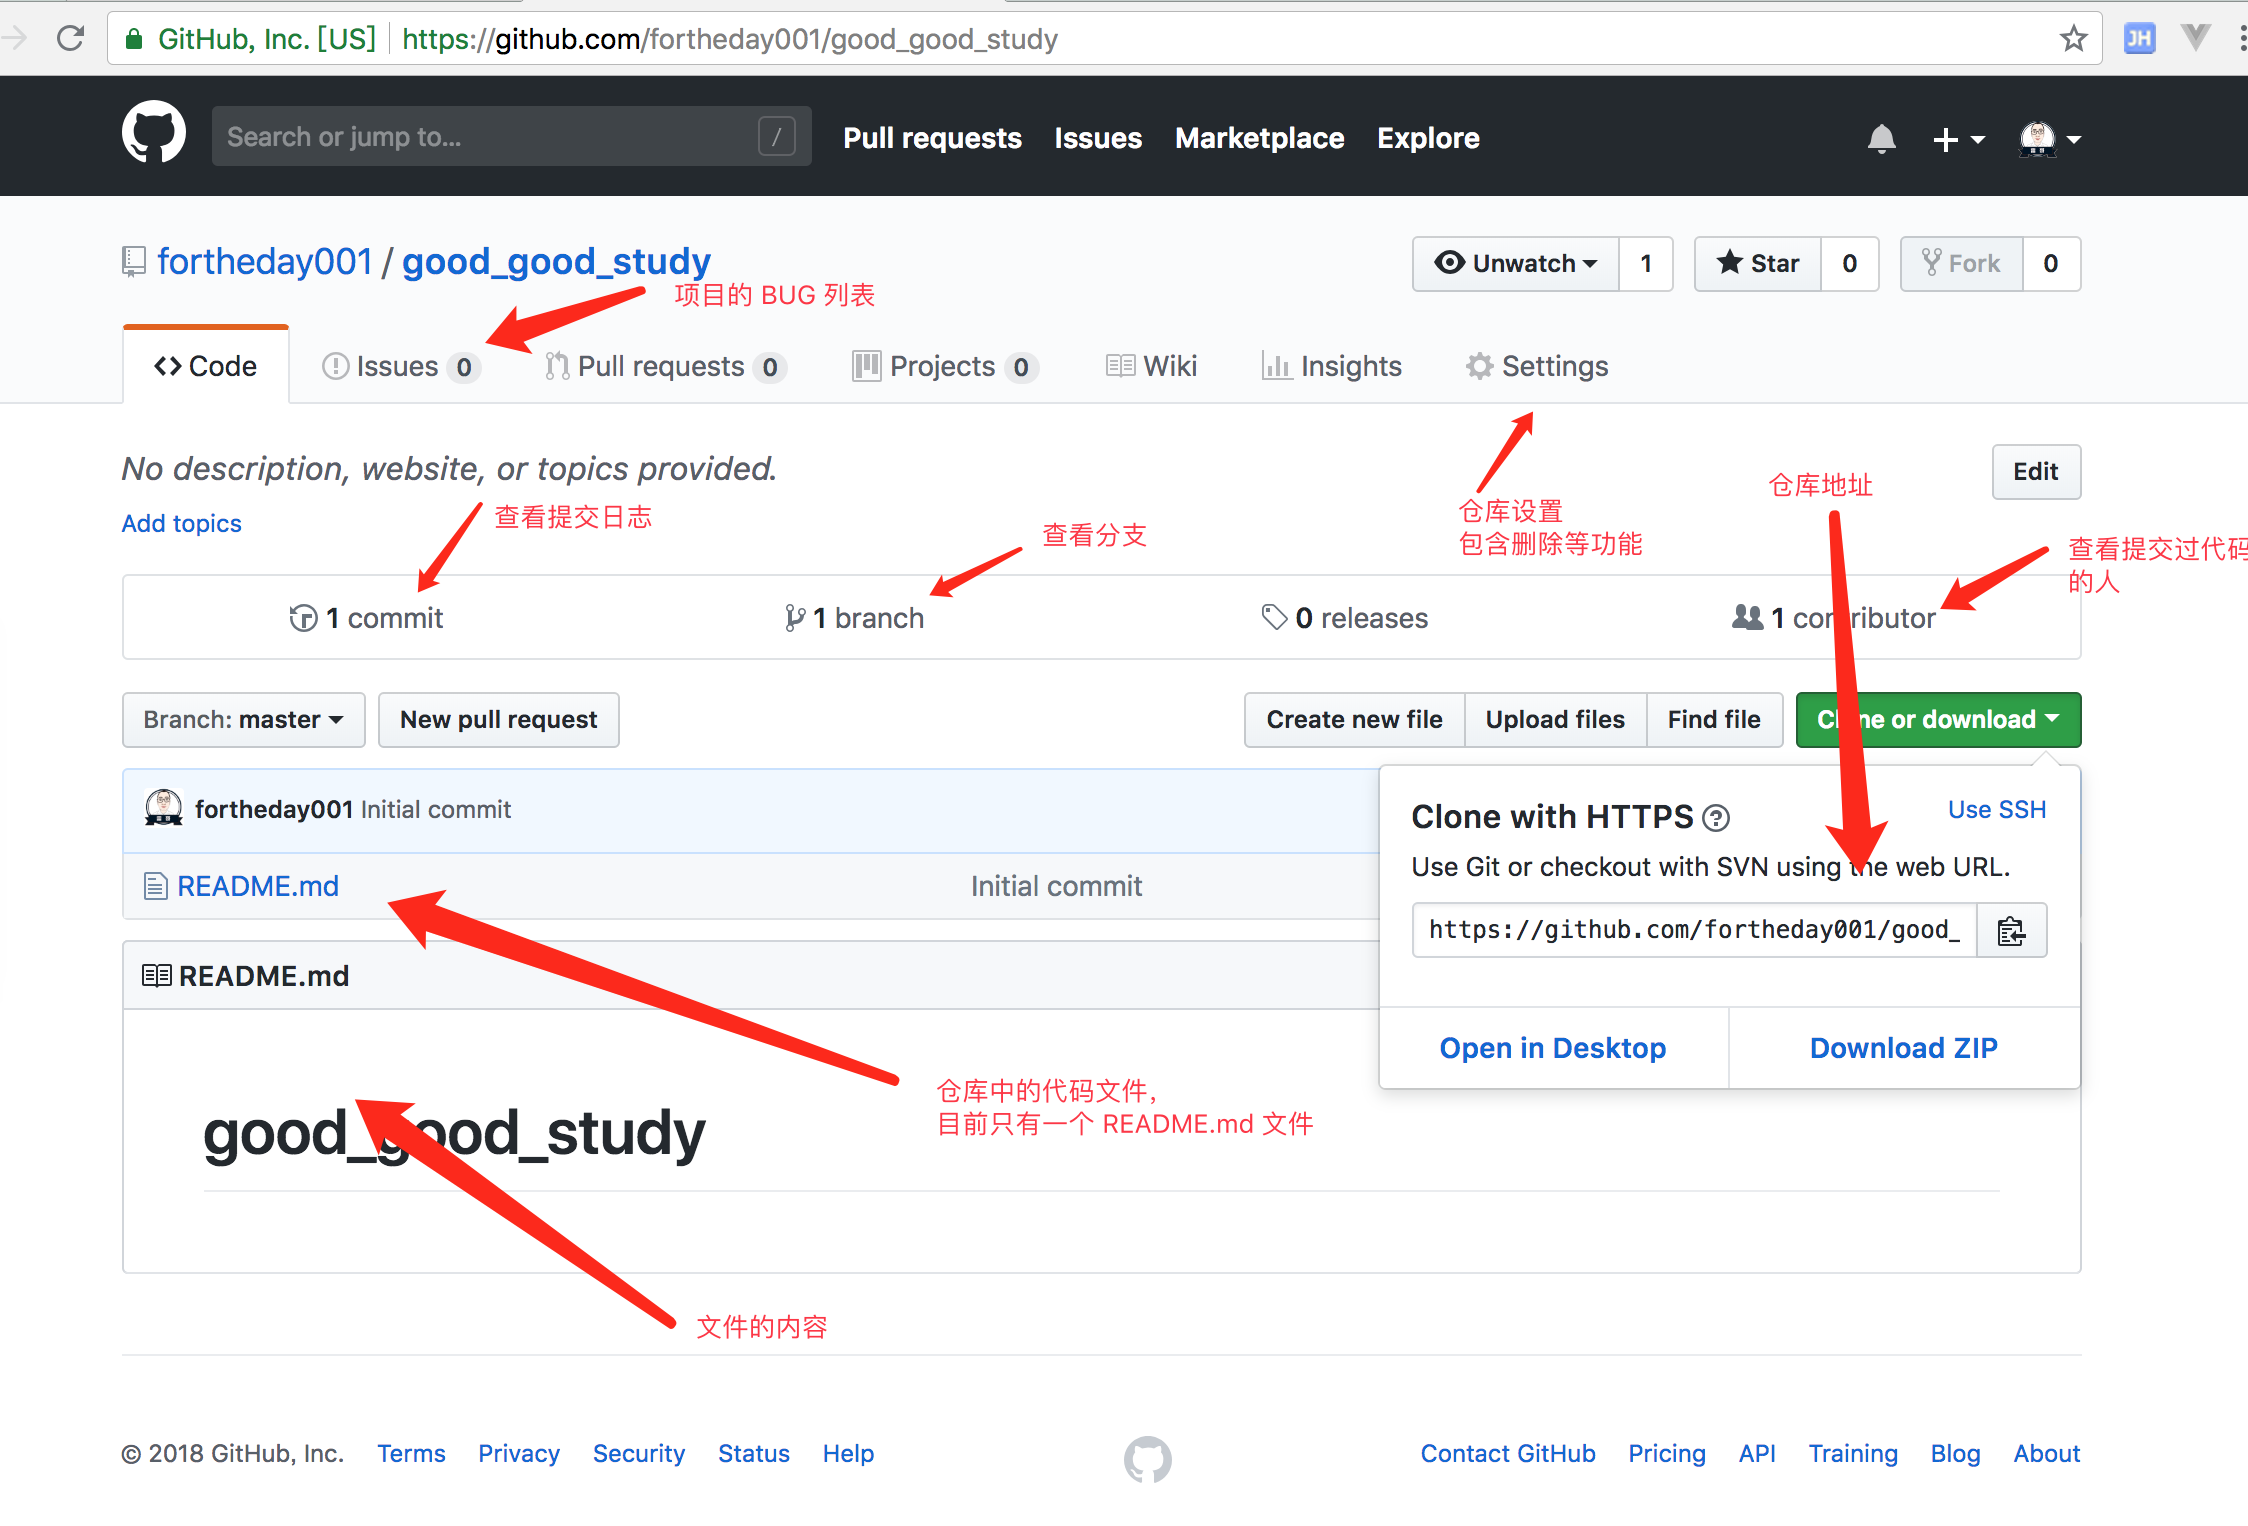 GitHub, Inc. [US] https://github.com/fortheday001/good_good_study
JH
Search or jump to... / Pull requests Issues Marketplace Explore
fortheday001 / good_good_study Unwatch 1 Star 0 Fork 0
项目的 BUG 列表
Code Issues 0 Pull requests 0 Projects 0 Wiki Insights Settings
No description, website, or topics provided. Edit
仓库地址
Add topics
查看提交日志
查看分支
仓库设置
包含删除等功能
查看提交过代码
的人
1 commit 1 branch 0 releases 1 contributor
Branch: master New pull request Create new file Upload files Find file Clone or download
fortheday001 Initial commit
Clone with HTTPS Use SSH
Use Git or checkout with SVN using the web URL.
README.md Initial commit
https://github.com/fortheday001/good_
README.md
Open in Desktop Download ZIP
仓库中的代码文件,
目前只有一个 README.md 文件
good_good_study
文件的内容
© 2018 GitHub, Inc. Terms Privacy Security Status Help Contact GitHub Pricing API Training Blog About